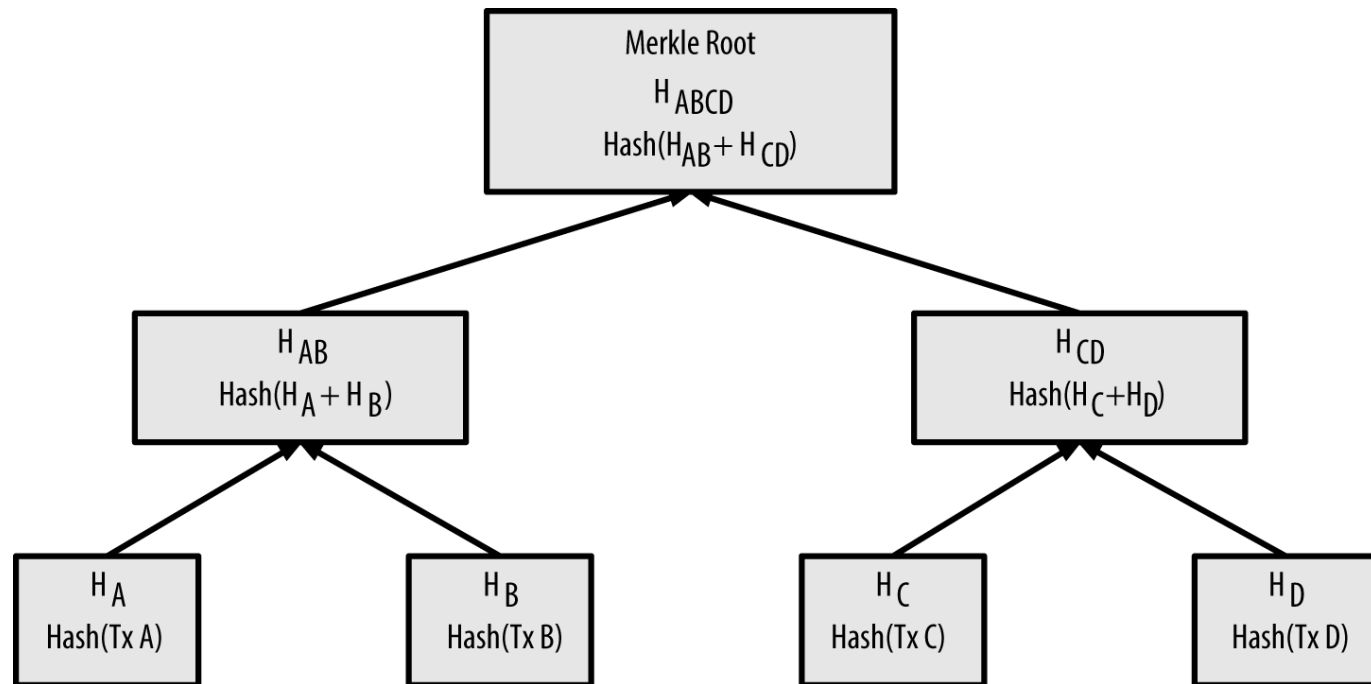 Merkle Root
H ABCD
Hash(H AB + H CD)
H AB
Hash(H A + H B)
H CD
Hash(H C+H D)
H A
Hash(Tx A)
H B
Hash(Tx B)
H C
Hash(Tx C)
H D
Hash(Tx D)